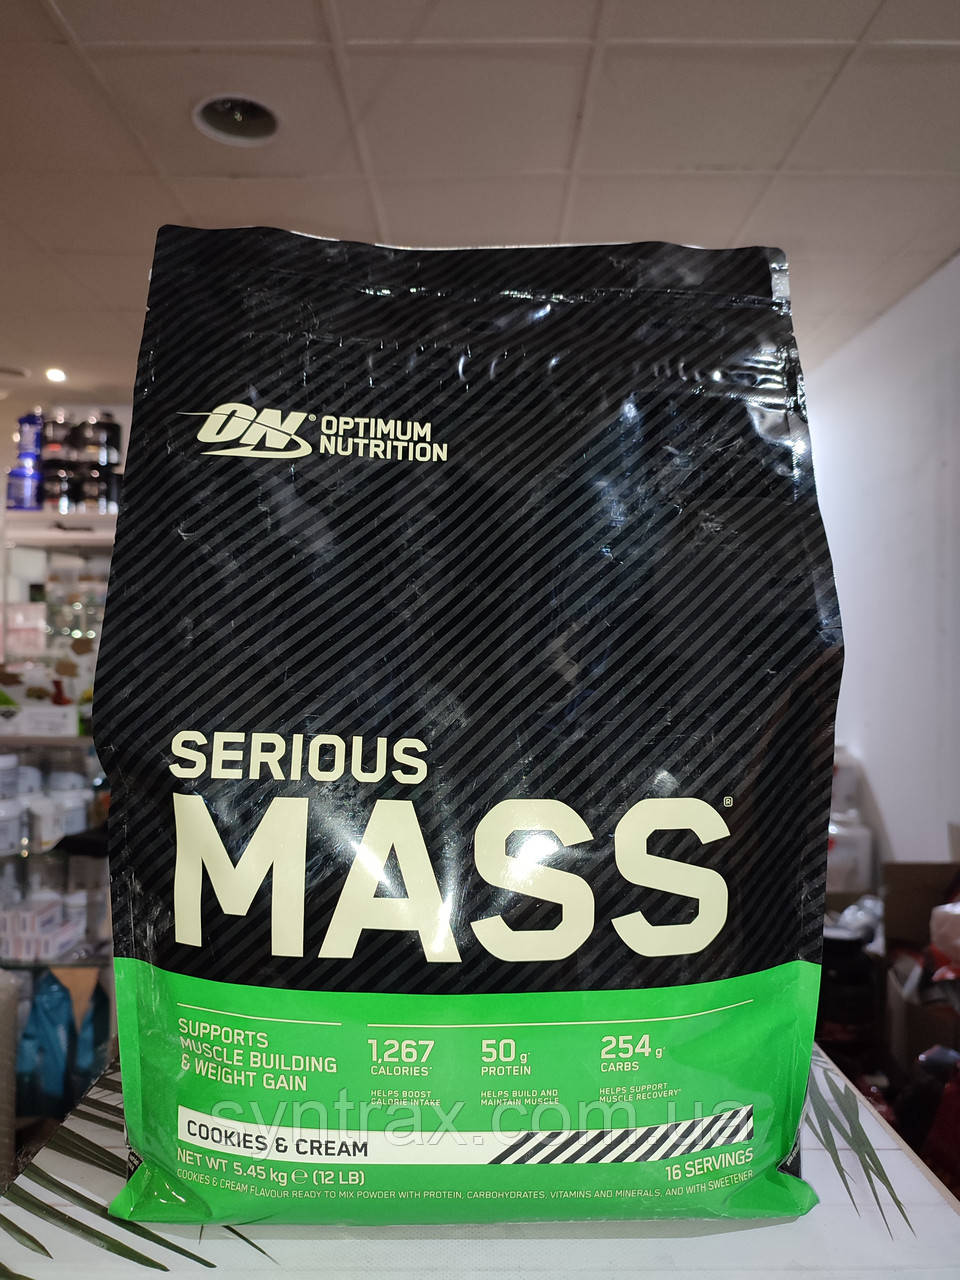 ON® OPTIMUM
NUTRITION
SERIOUS
MASS®
SUPPORTS
MUSCLE BUILDING
& WEIGHT GAIN
1,267
CALORIES*
HELPS BOOST
CALORIE INTAKE
50 g*
PROTEIN
HELPS BUILD AND
MAINTAIN MUSCLE
254 g*
CARBS
HELPS SUPPORT
MUSCLE RECOVERY*
syntrax.com.ua
COOKIES & CREAM
NET WT 5.45 kg ℮ (12 LB)
16 SERVINGS
COOKIES & CREAM FLAVOUR READY TO MIX POWDER WITH PROTEIN, CARBOHYDRATES, VITAMINS AND MINERALS, AND WITH SWEETENER